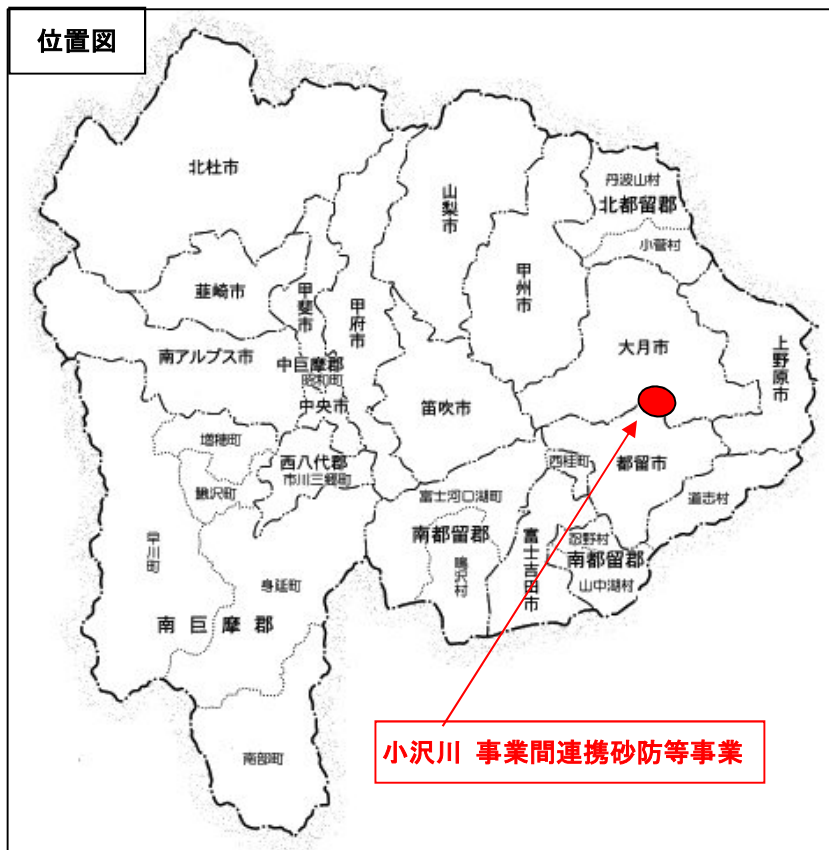 位置図
北杜市
丹波山村
北都留郡
小菅村
山梨市
甲州市
韮崎市
甲斐市
甲府市
大月市
上野原市
南アルプス市
中巨摩郡
昭和町
中央市
笛吹市
増穂町
西八代郡
市川三郷町
西桂町
都留市
鰍沢町
富士河口湖町
道志村
早川町
南都留郡
鳴沢村
富士吉田市
忍野村
南都留郡
山中湖村
身延町
南巨摩郡
南部町
小沢川 事業間連携砂防等事業